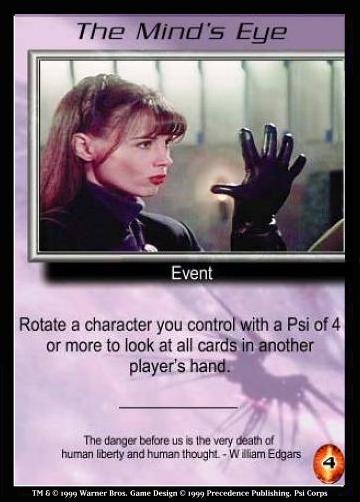 The Mind's Eye
Event
Rotate a character you control with a Psi of 4
or more to look at all cards in another
player's hand.
The danger before us is the very death of
human liberty and human thought. - William Edgars
4
TM & © 1999 Warner Bros. Game Design © 1999 Precedence Publishing. Psi Corps